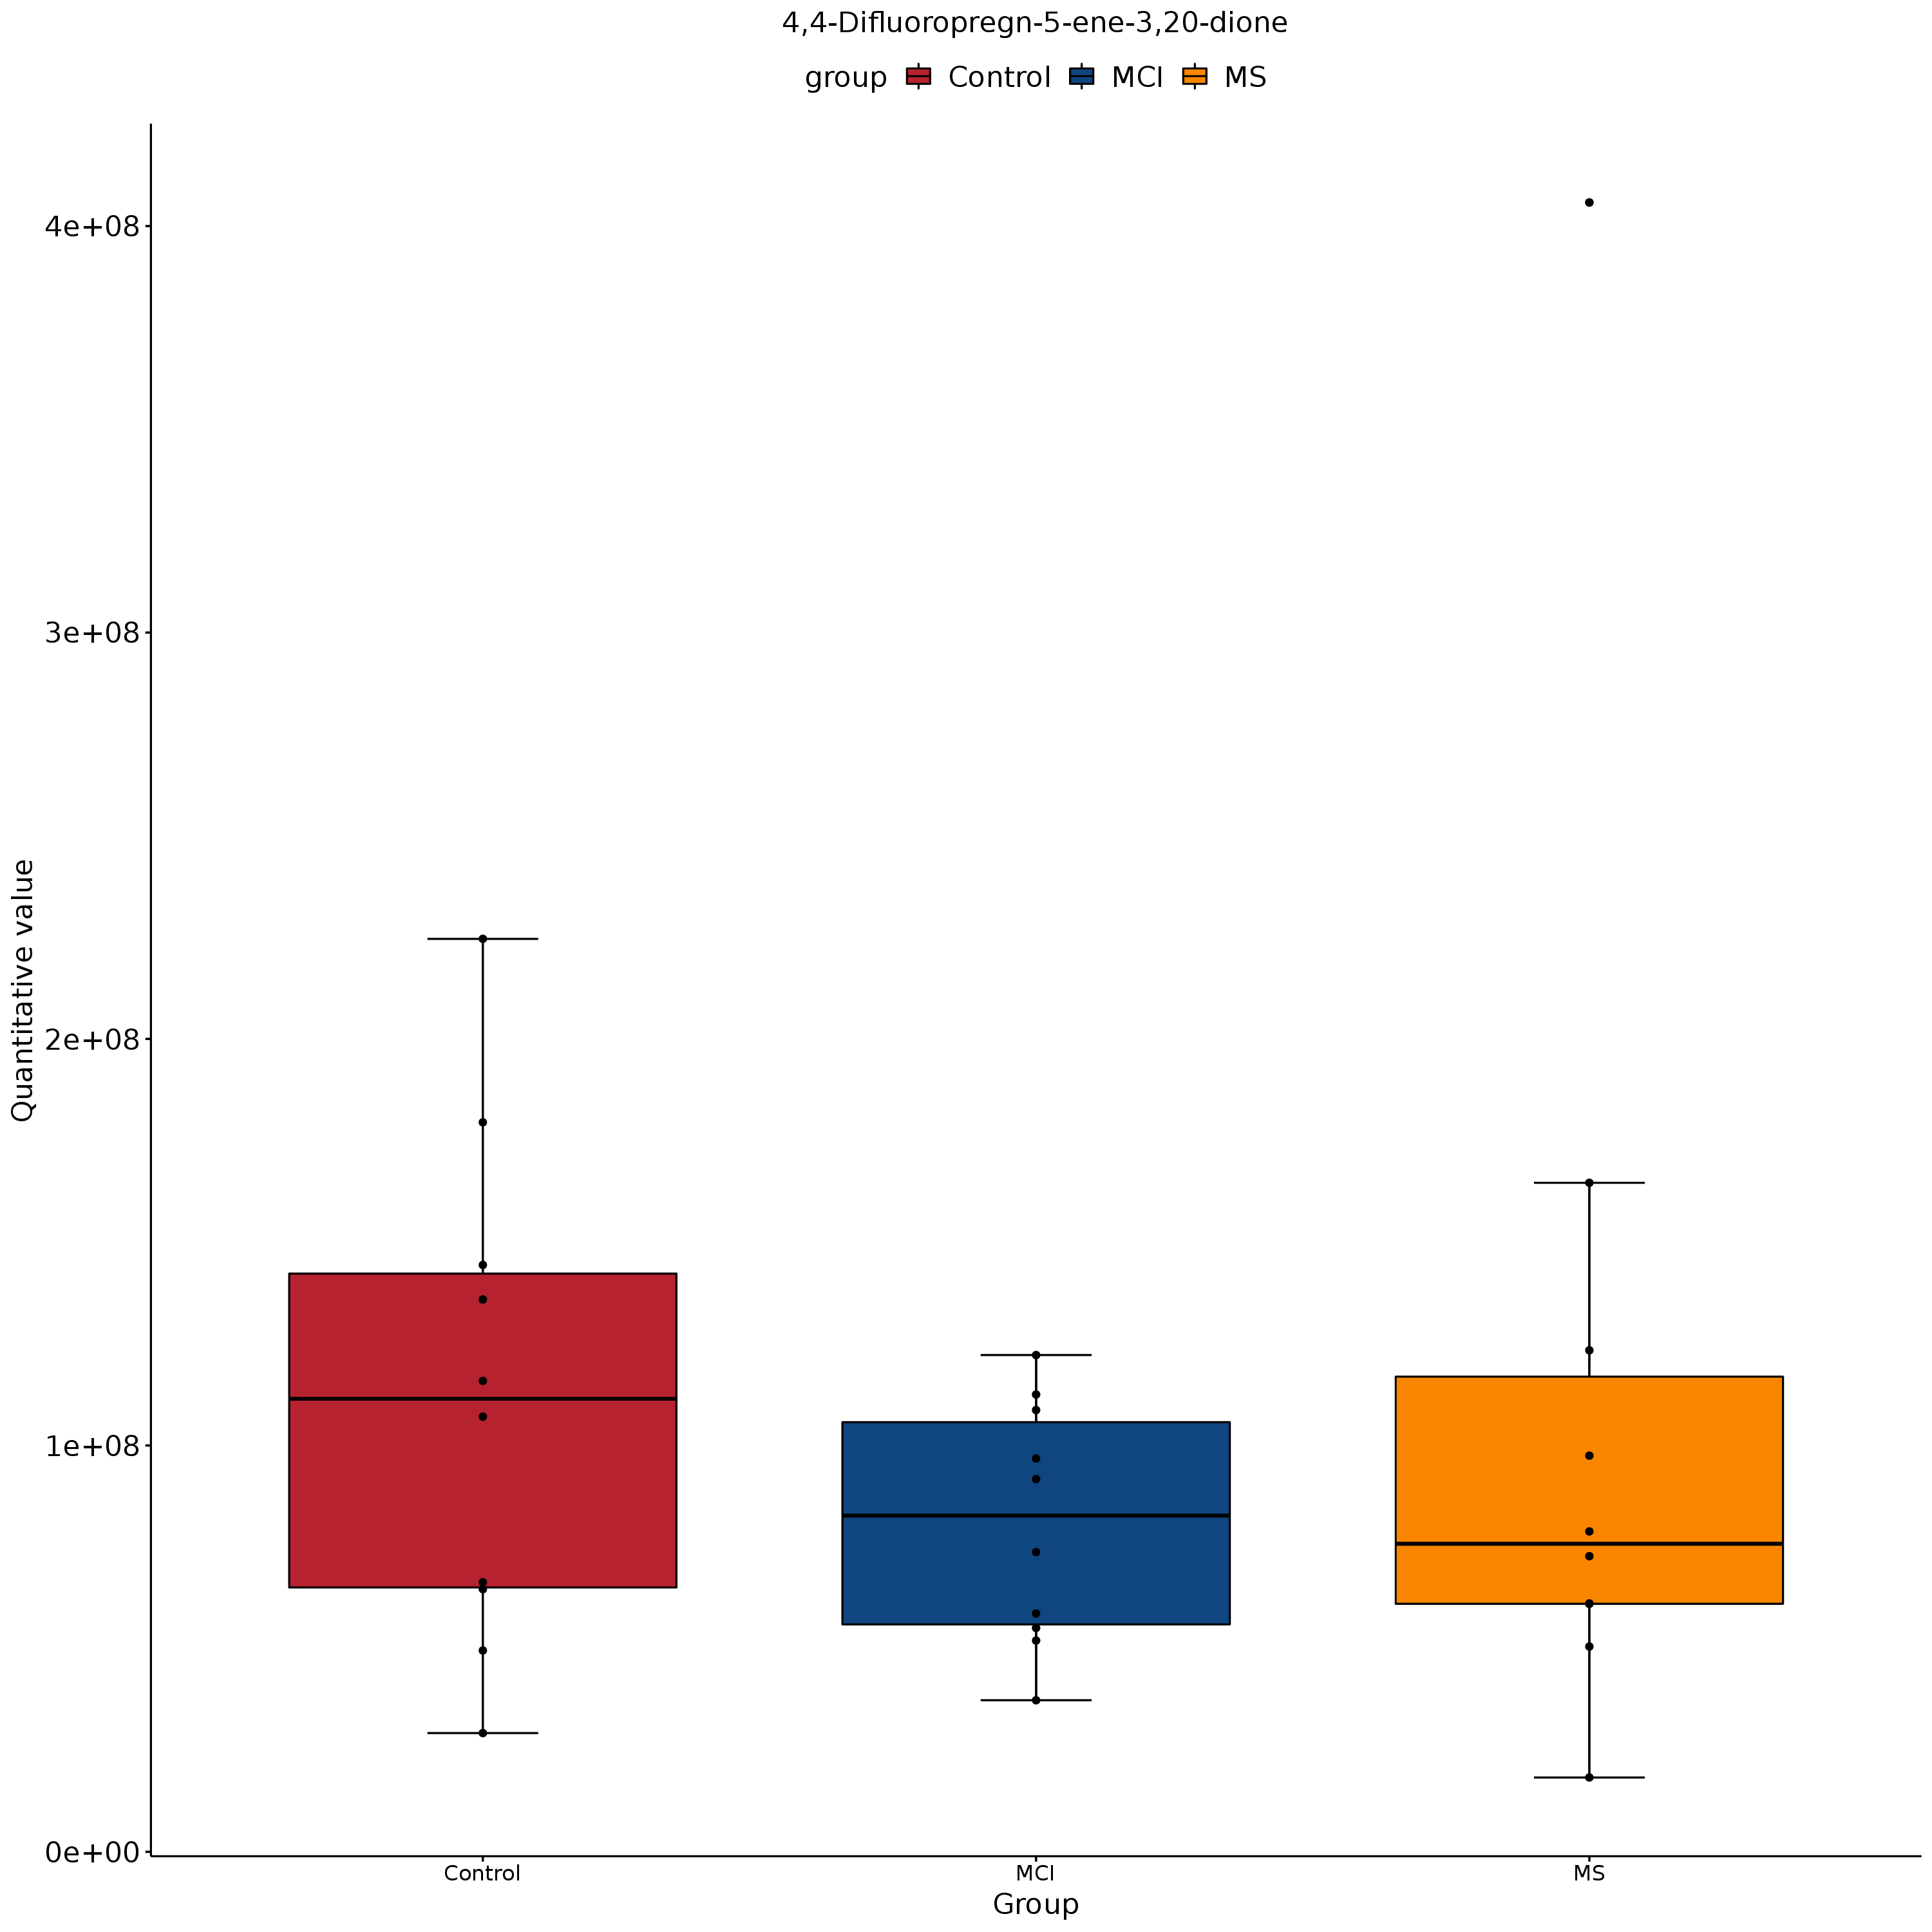 4,4-Difluoropregn-5-ene-3,20-dione
group Control MCI MS
4e+08
3e+08
2e+08
1e+08
0e+00
Quantitative value
Control MCI MS
Group